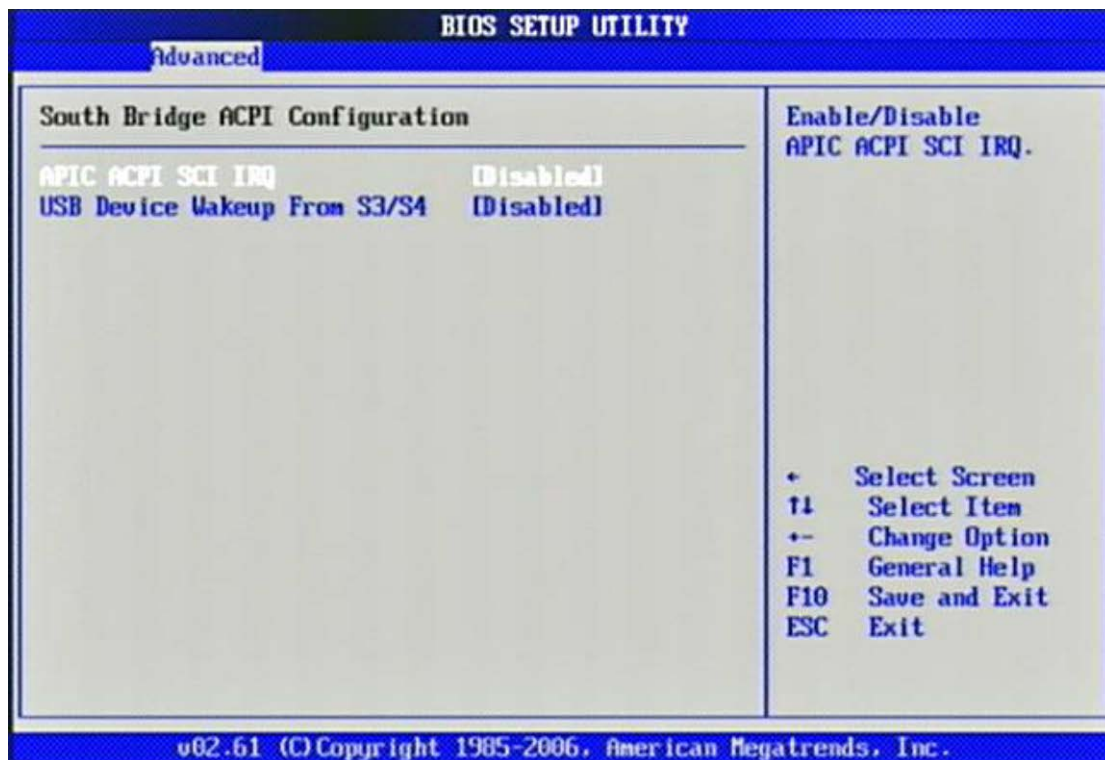 BIOS SETUP UTILITY
Advanced
South Bridge ACPI Configuration
APIC ACPI SCI IRQ [Disabled]
USB Device Wakeup From S3/S4 [Disabled]
Enable/Disable
APIC ACPI SCI IRQ.
← Select Screen
↑↓ Select Item
+- Change Option
F1 General Help
F10 Save and Exit
ESC Exit
v02.61 (C)Copyright 1985-2006, American Megatrends, Inc.